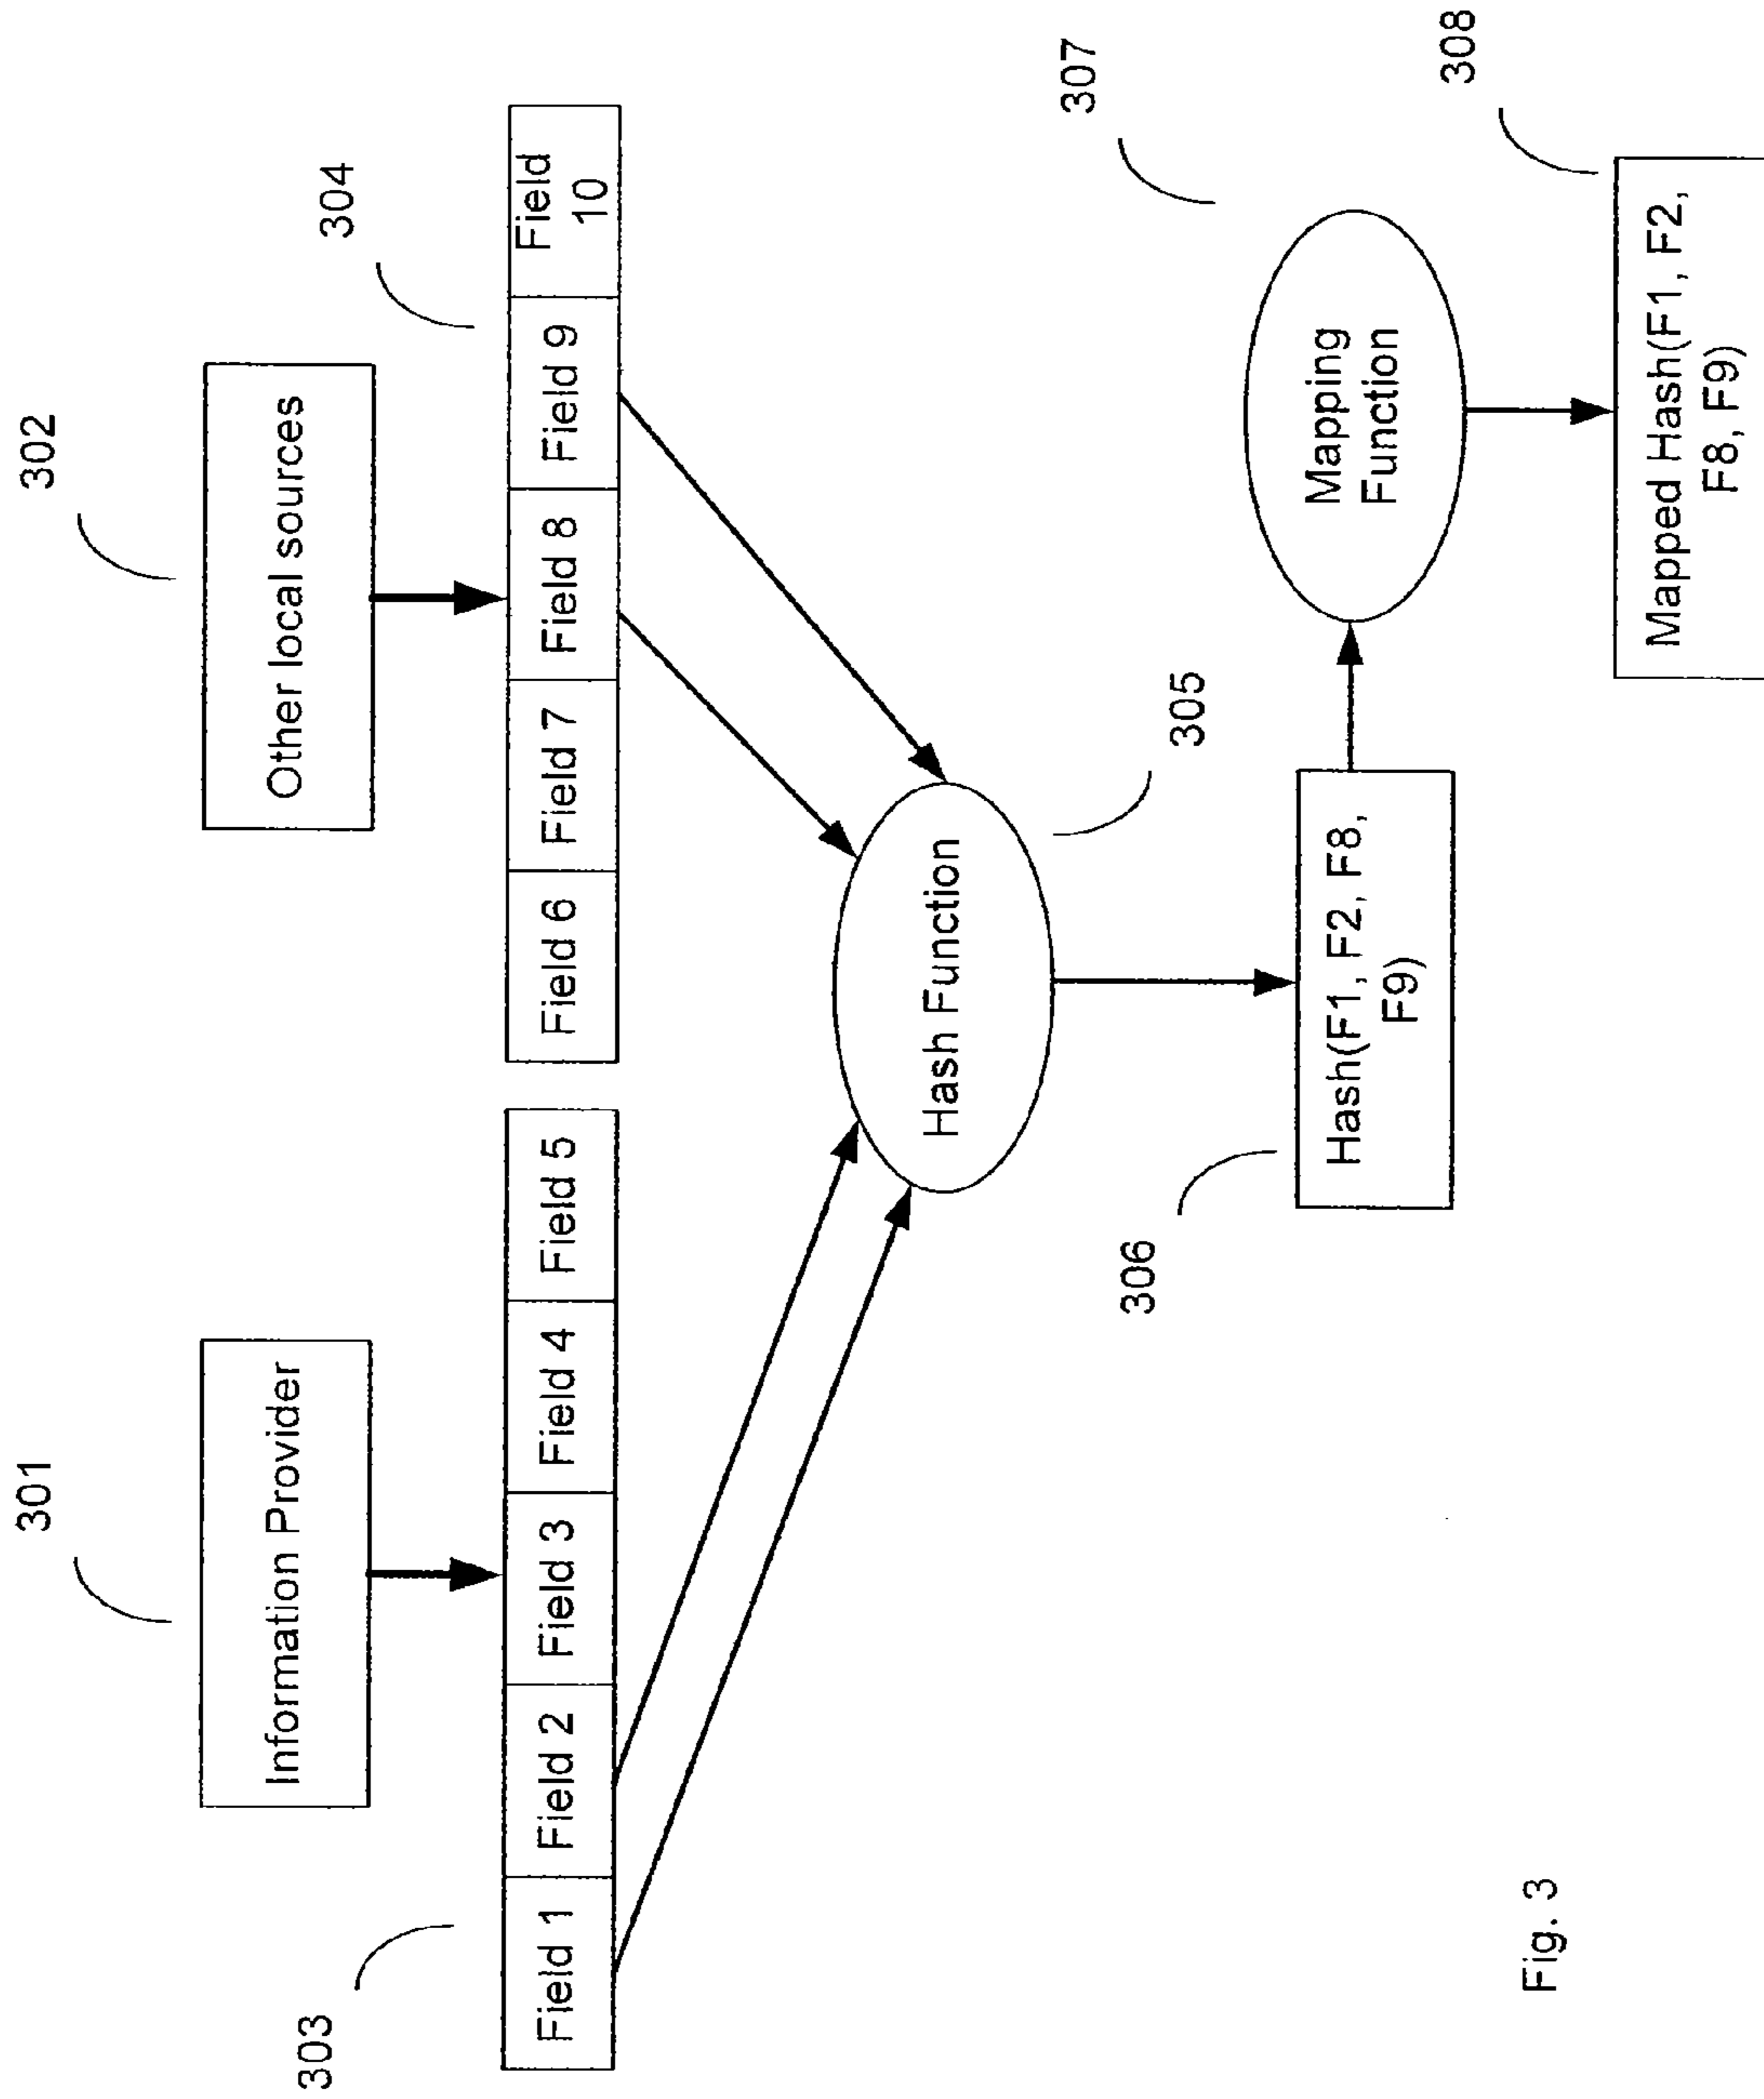 301
302
Information Provider
Other local sources
303
304
Field 1
Field 2
Field 3
Field 4
Field 5
Field 6
Field 7
Field 8
Field 9
Field
10
Hash Function
305
306
Hash(F1, F2, F8,
F9)
307
Mapping
Function
308
Mapped Hash(F1, F2,
F8, F9)
Fig. 3